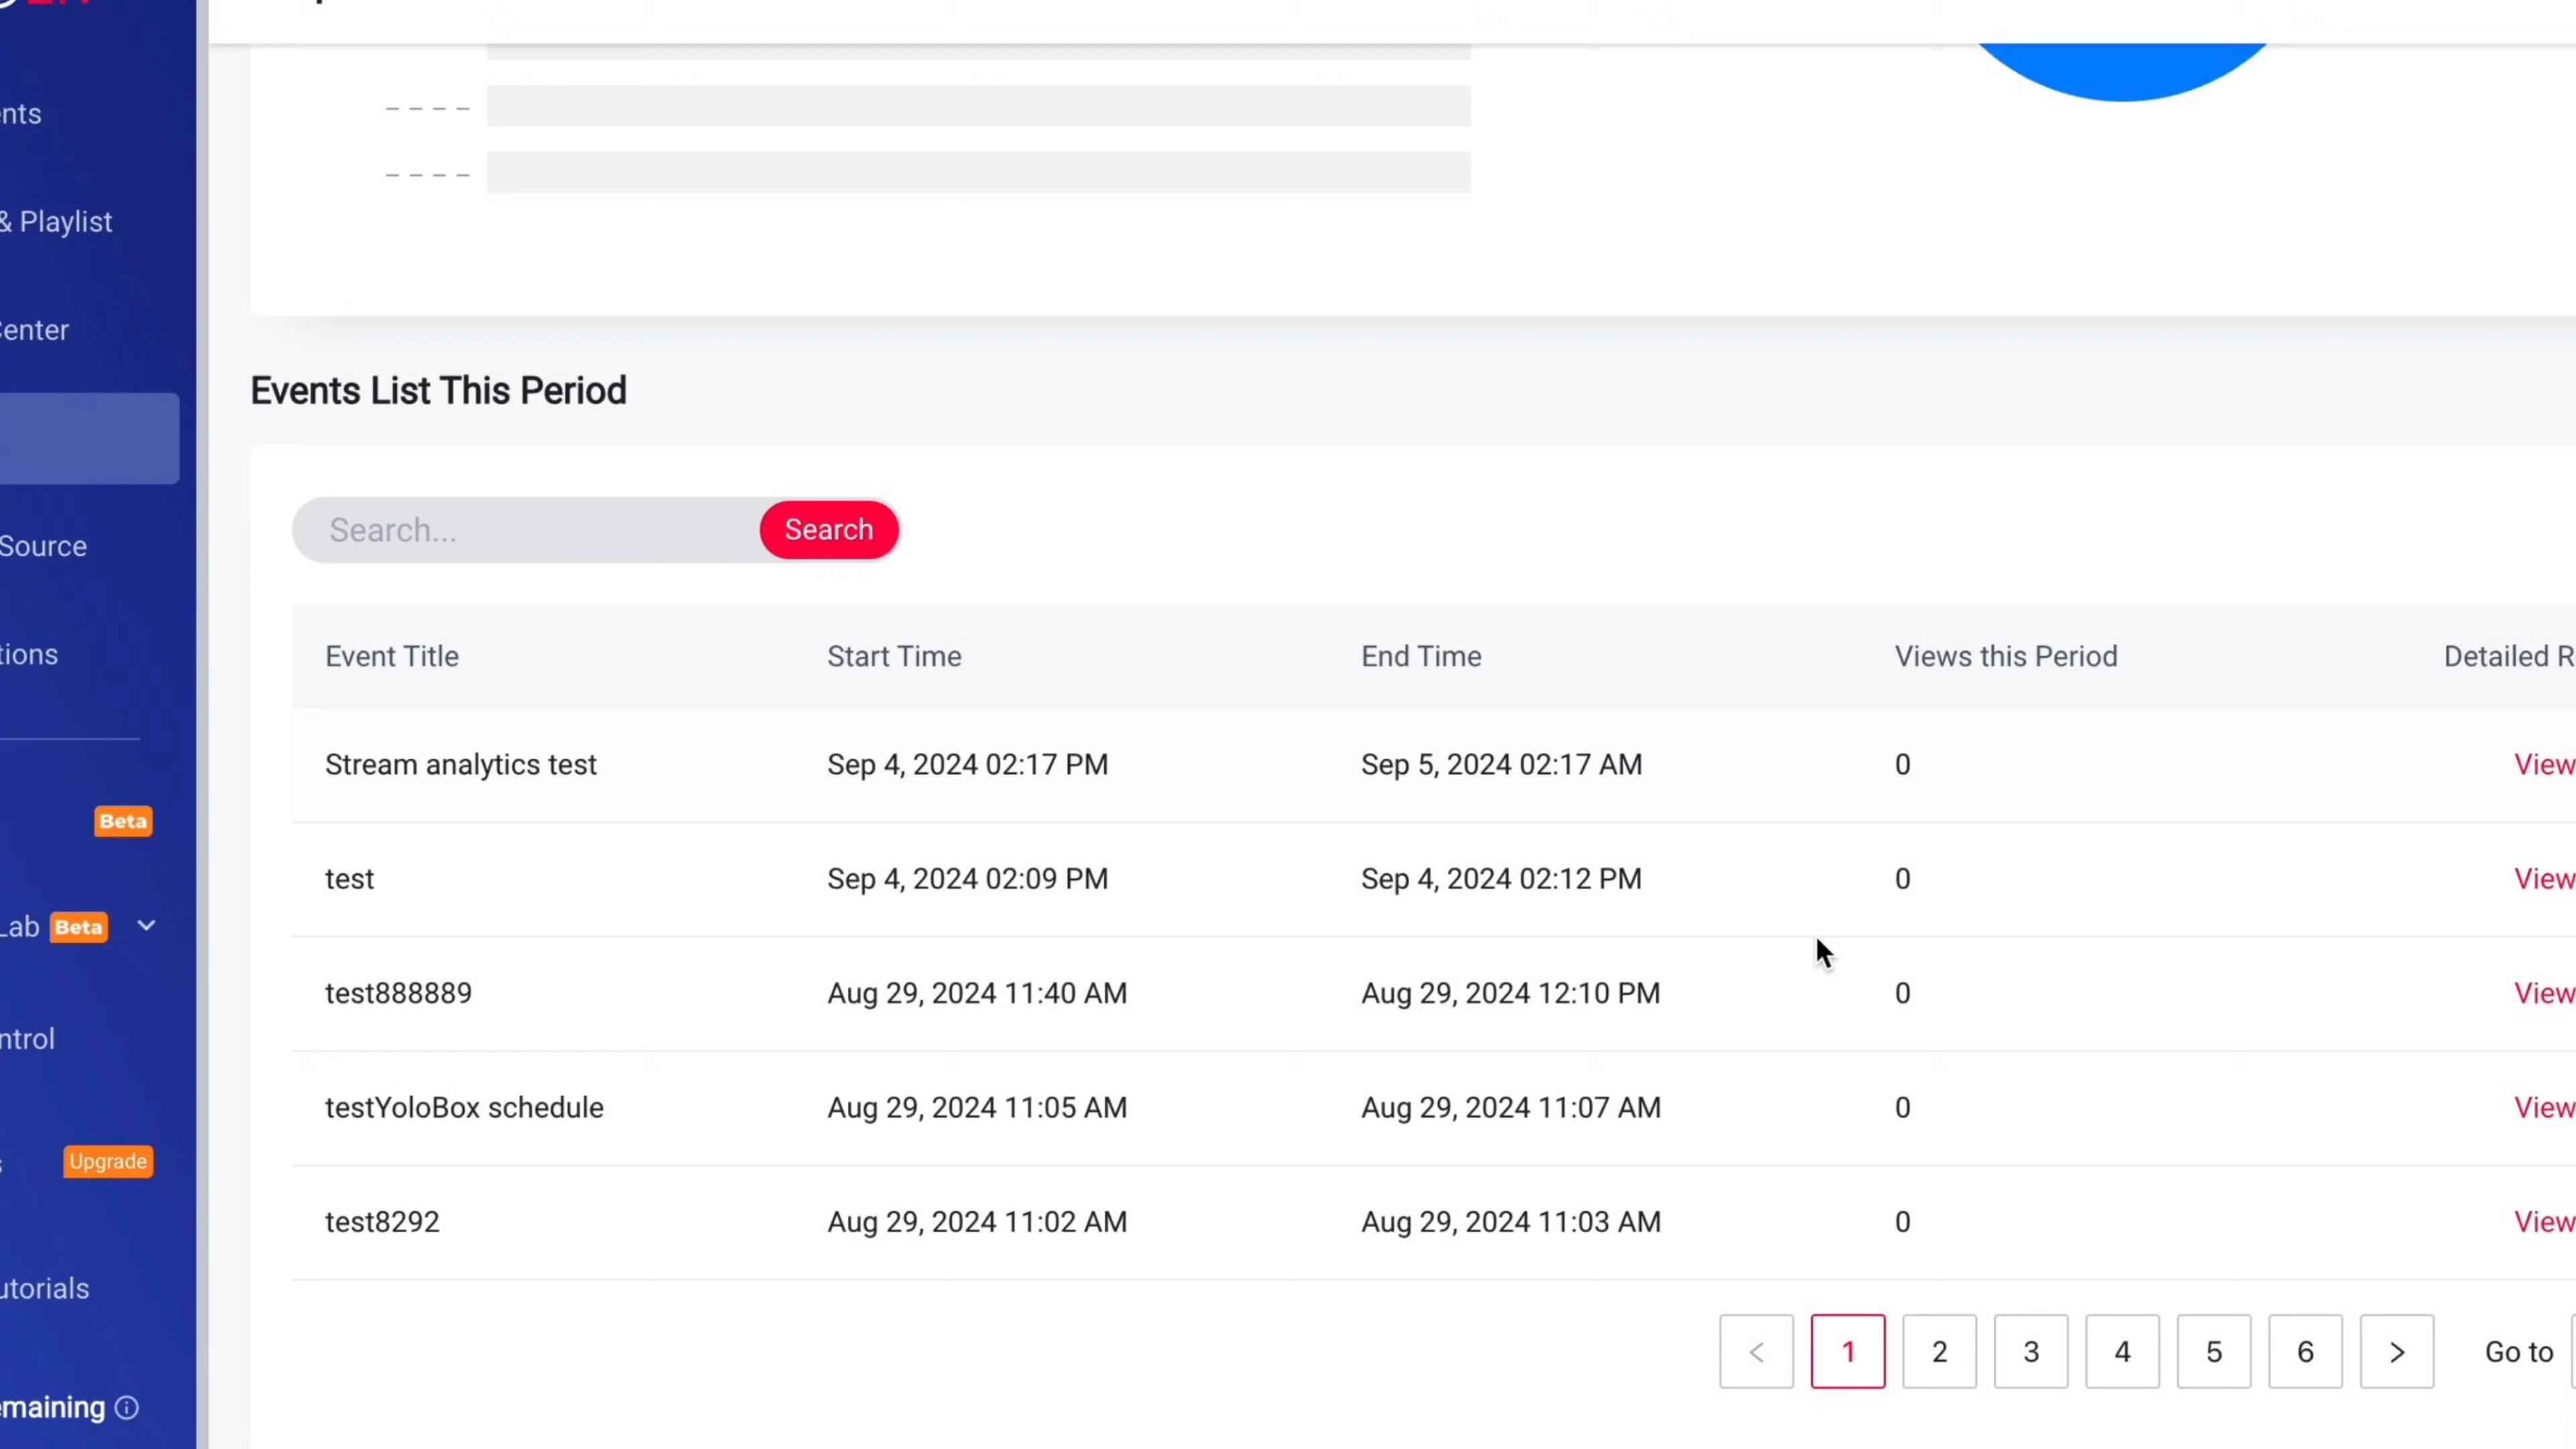 nts
& Playlist
enter
Source
tions
Beta
Lab Beta
ntrol
Upgrade
utorials
emaining
Events List This Period
Search...
Search
Event Title Start Time End Time Views this Period Detailed R
Stream analytics test Sep 4, 2024 02:17 PM Sep 5, 2024 02:17 AM 0 View
test Sep 4, 2024 02:09 PM Sep 4, 2024 02:12 PM 0 View
test888889 Aug 29, 2024 11:40 AM Aug 29, 2024 12:10 PM 0 View
testYoloBox schedule Aug 29, 2024 11:05 AM Aug 29, 2024 11:07 AM 0 View
test8292 Aug 29, 2024 11:02 AM Aug 29, 2024 11:03 AM 0 View
< 1 2 3 4 5 6 > Go to